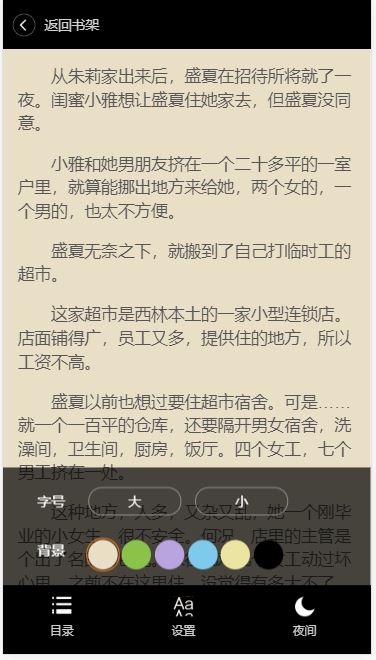 返回书架
从朱莉家出来后，盛夏在招待所将就了一
夜。闺蜜小雅想让盛夏住她家去，但盛夏没同
意。
小雅和她男朋友挤在一个二十多平的一室
户里，就算能挪出地方来给她，两个女的，一
个男的，也太不方便。
盛夏无奈之下，就搬到了自己打临时工的
超市。
这家超市是西林本土的一家小型连锁店。
店面铺得广，员工又多，提供住的地方，所以
工资不高。
盛夏以前也想过要住超市宿舍。可是……
就一个一百平的仓库，还要隔开男女宿舍，洗
澡间，卫生间，厨房，饭厅。四个女工，七个
男工挤在一处。
字号 大 小
这种地方，人多，又杂又乱，她一个刚毕
业的小女生，很不安全。何况，店里的主管是
背景
个出了名的
工动过坏
心思，之前不在这里住，没觉得有多大不了
目录 设置 夜间